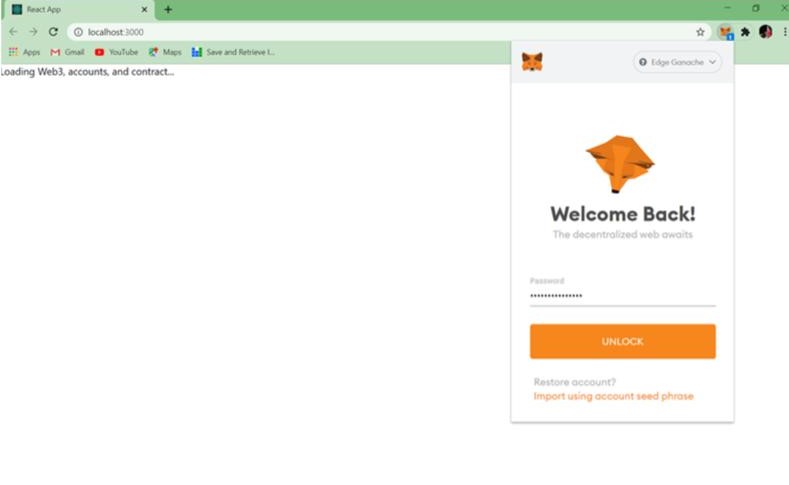 React App
localhost:3000
Apps Gmail YouTube Maps Save and Retrieve I...
Loading Web3, accounts, and contract...
1
Edge Ganache
Welcome Back!
The decentralized web awaits
Password
UNLOCK
Restore account?
Import using account seed phrase